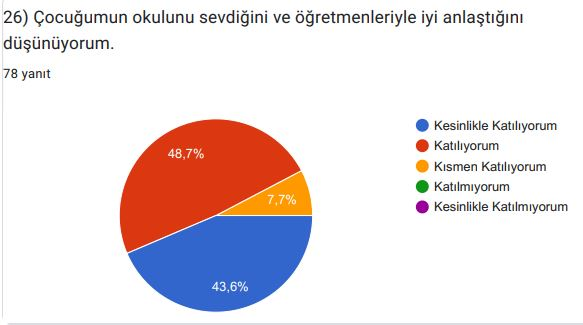 26) Çocuğumun okulunu sevdiğini ve öğretmenleriyle iyi anlaştığını
düşünüyorum.
78 yanıt
Kesinlikle Katılıyorum
Katılıyorum
Kısmen Katılıyorum
Katılmıyorum
Kesinlikle Katılmıyorum
48,7%
7,7%
43,6%